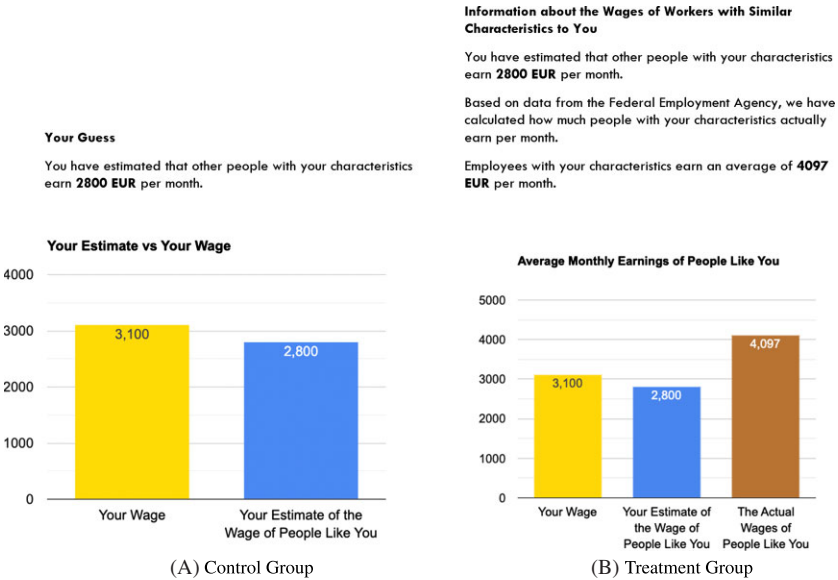 Your Guess
You have estimated that other people with your characteristics
earn 2800 EUR per month.
Your Estimate vs Your Wage
4000
3000
2000
1000
0
3,100
2,800
Your Wage
Your Estimate of the
Wage of People Like You
(A) Control Group
Information about the Wages of Workers with Similar
Characteristics to You
You have estimated that other people with your characteristics
earn 2800 EUR per month.
Based on data from the Federal Employment Agency, we have
calculated how much people with your characteristics actually
earn per month.
Employees with your characteristics earn an average of 4097
EUR per month.
Average Monthly Earnings of People Like You
5000
4000
3000
2000
1000
0
3,100
2,800
4,097
Your Wage
Your Estimate of
the Wage of
People Like You
The Actual
Wages of
People Like You
(B) Treatment Group